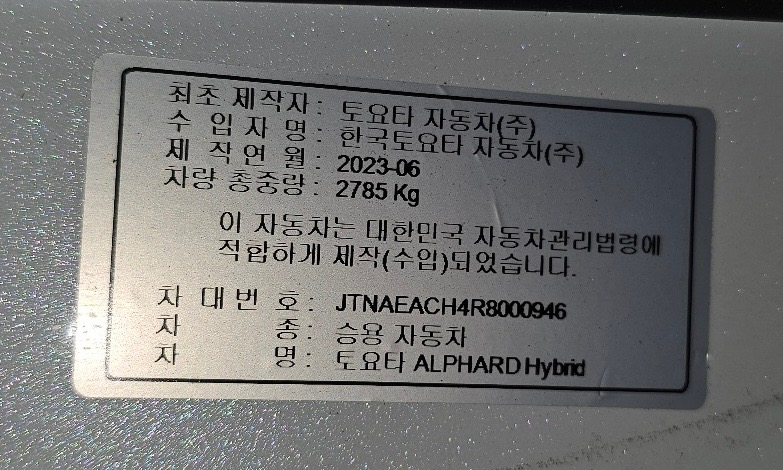 최초 제작자 : 토요타 자동차(주)
수 입 자 명 : 한국토요타 자동차(주)
제 작 연 월 : 2023-06
차량 총중량 : 2785 Kg
이 자동차는 대한민국 자동차관리법령에
적합하게 제작(수입)되었습니다.
차 대 번 호 : JTNAEACH4R8000946
차 종 : 승용 자동차
차 명 : 토요타 ALPHARD Hybrid